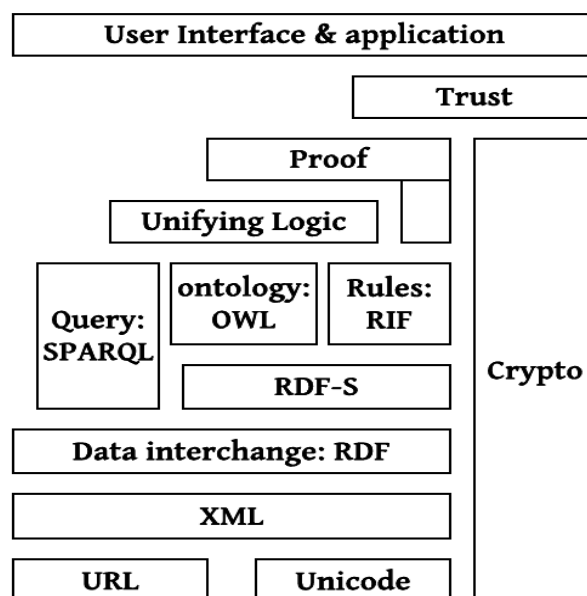 User Interface & application
Trust
Proof
Unifying Logic
Query:
SPARQL
ontology:
OWL
Rules:
RIF
Crypto
RDF-S
Data interchange: RDF
XML
URL
Unicode